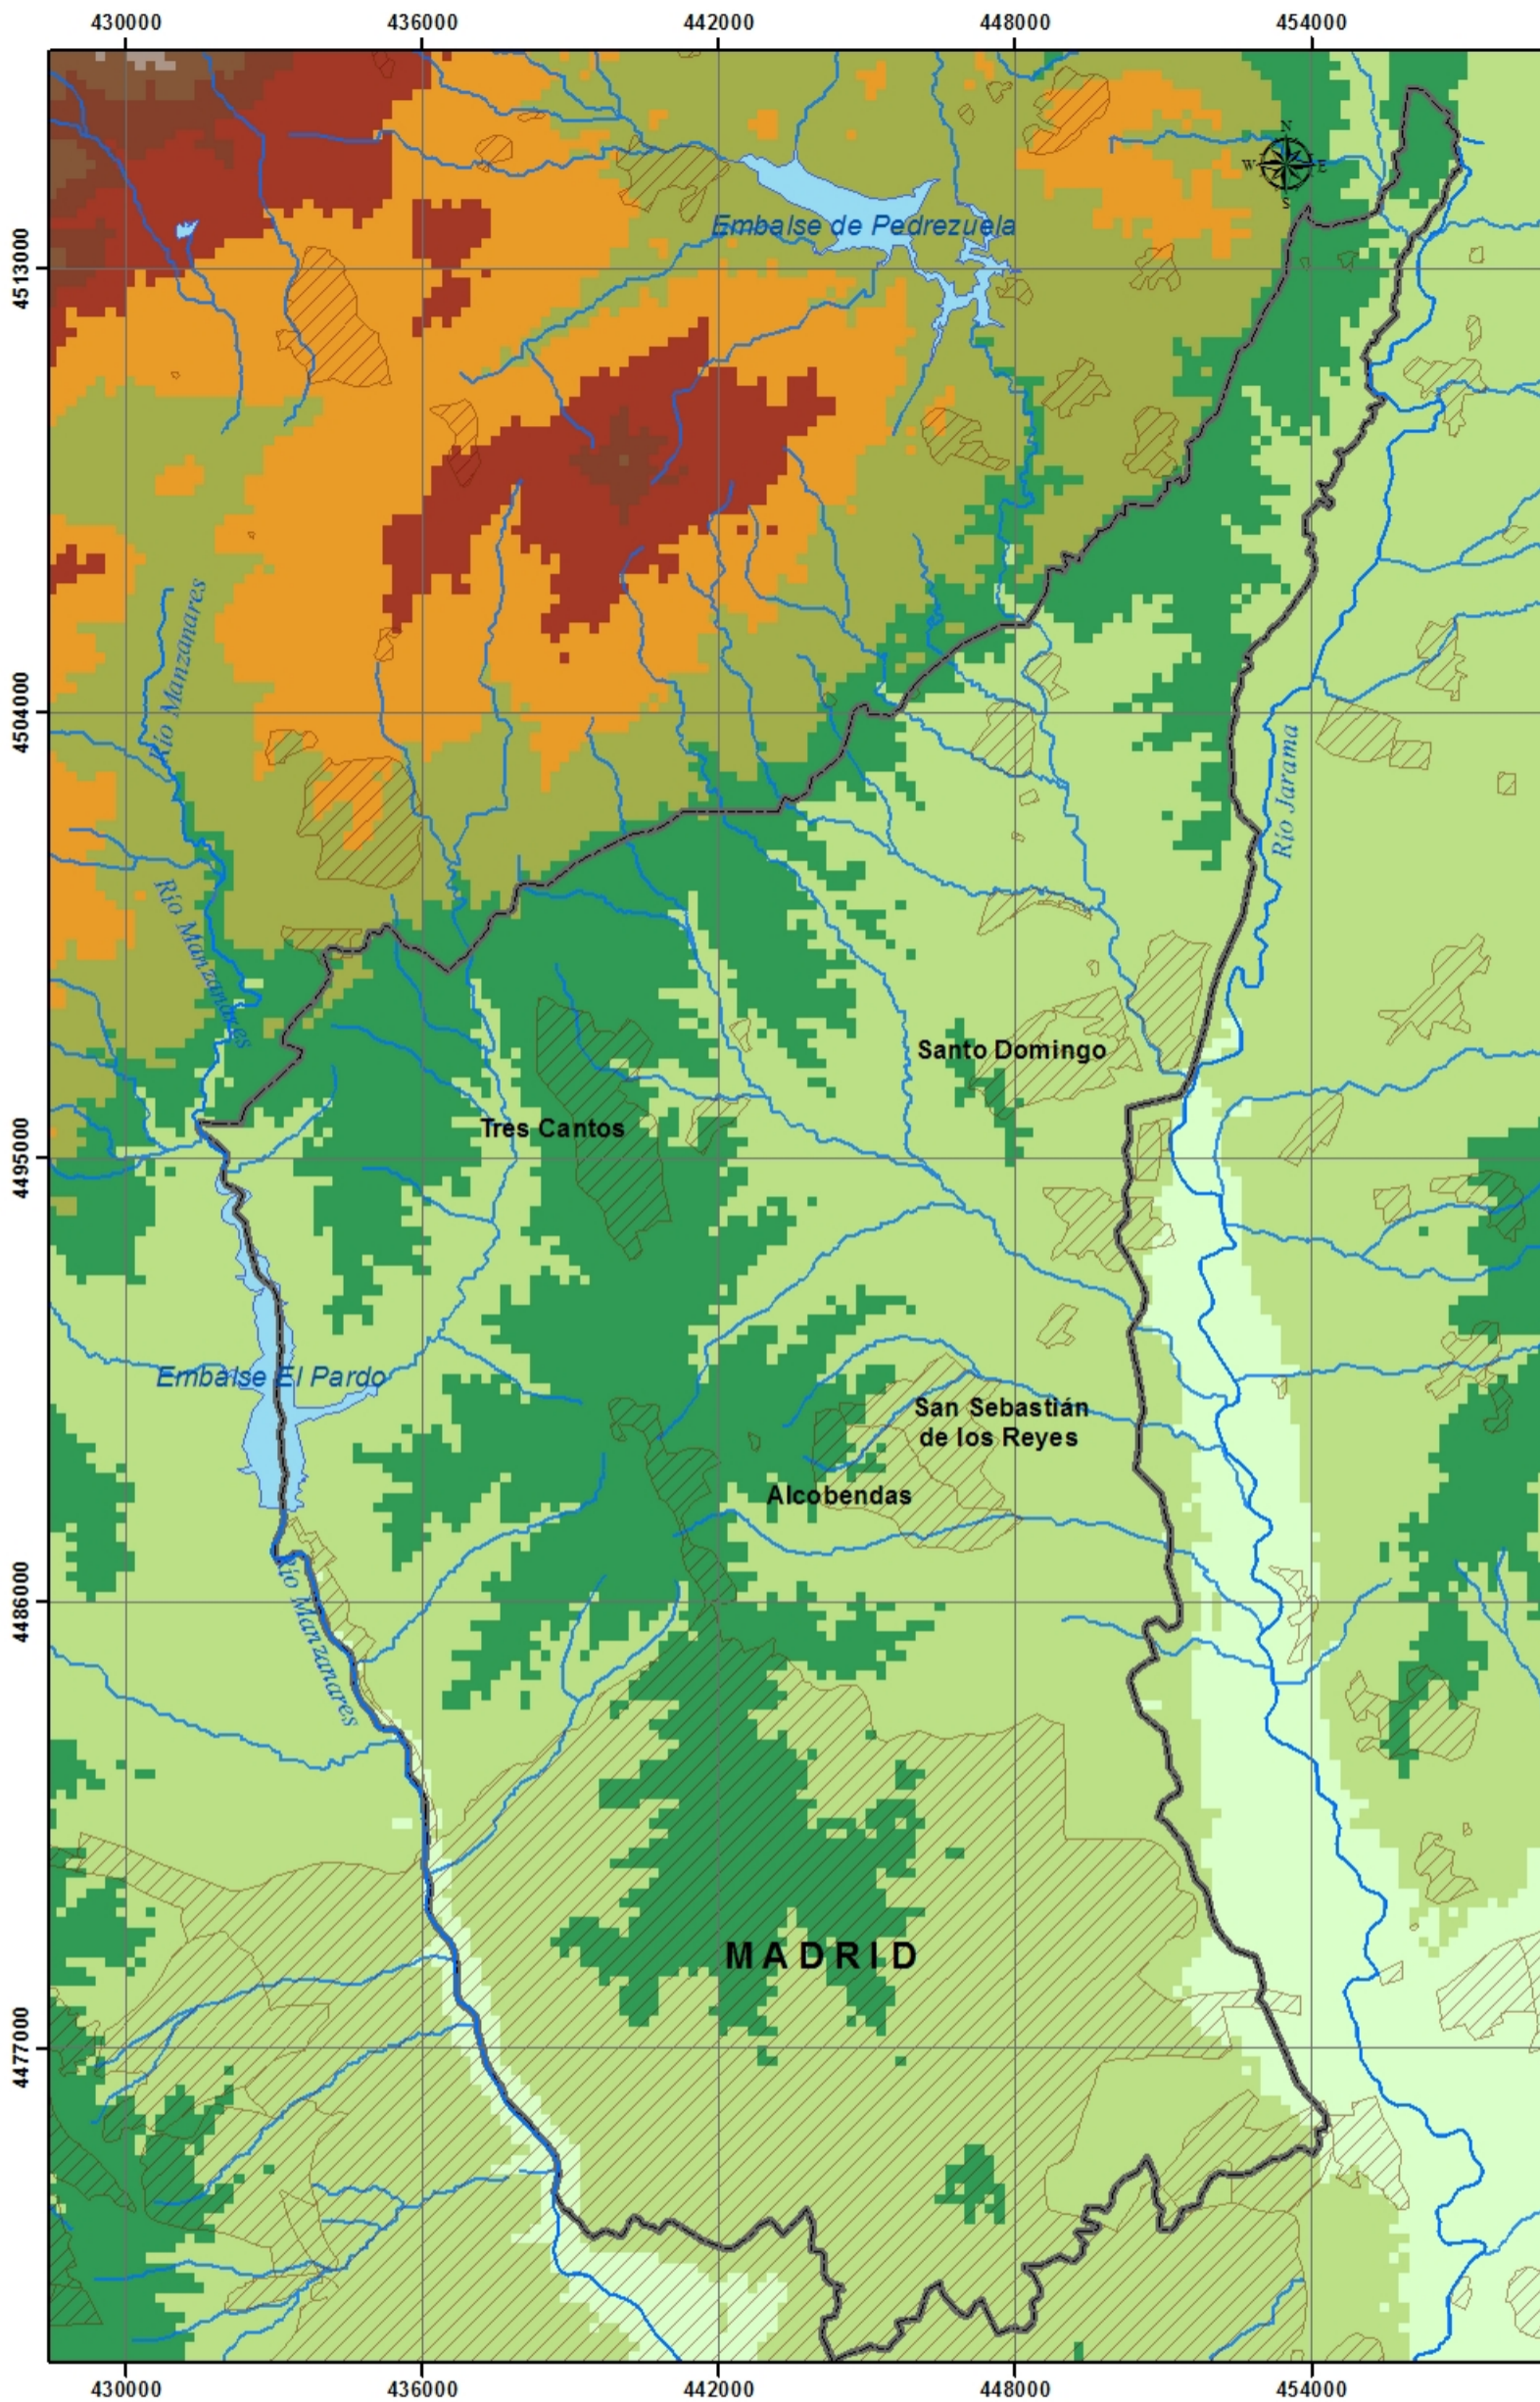 430000 436000 442000 448000 454000
N
W E
S
Embalse de Pedrezuela
4513000
Río Manzanares
4504000
Río Jarama
Río Manzanares
Santo Domingo
Tres Cantos
4495000
Embalse El Pardo
San Sebastián
de los Reyes
Alcobendas
4486000
Río Manzanares
MADRID
4477000
430000 436000 442000 448000 454000